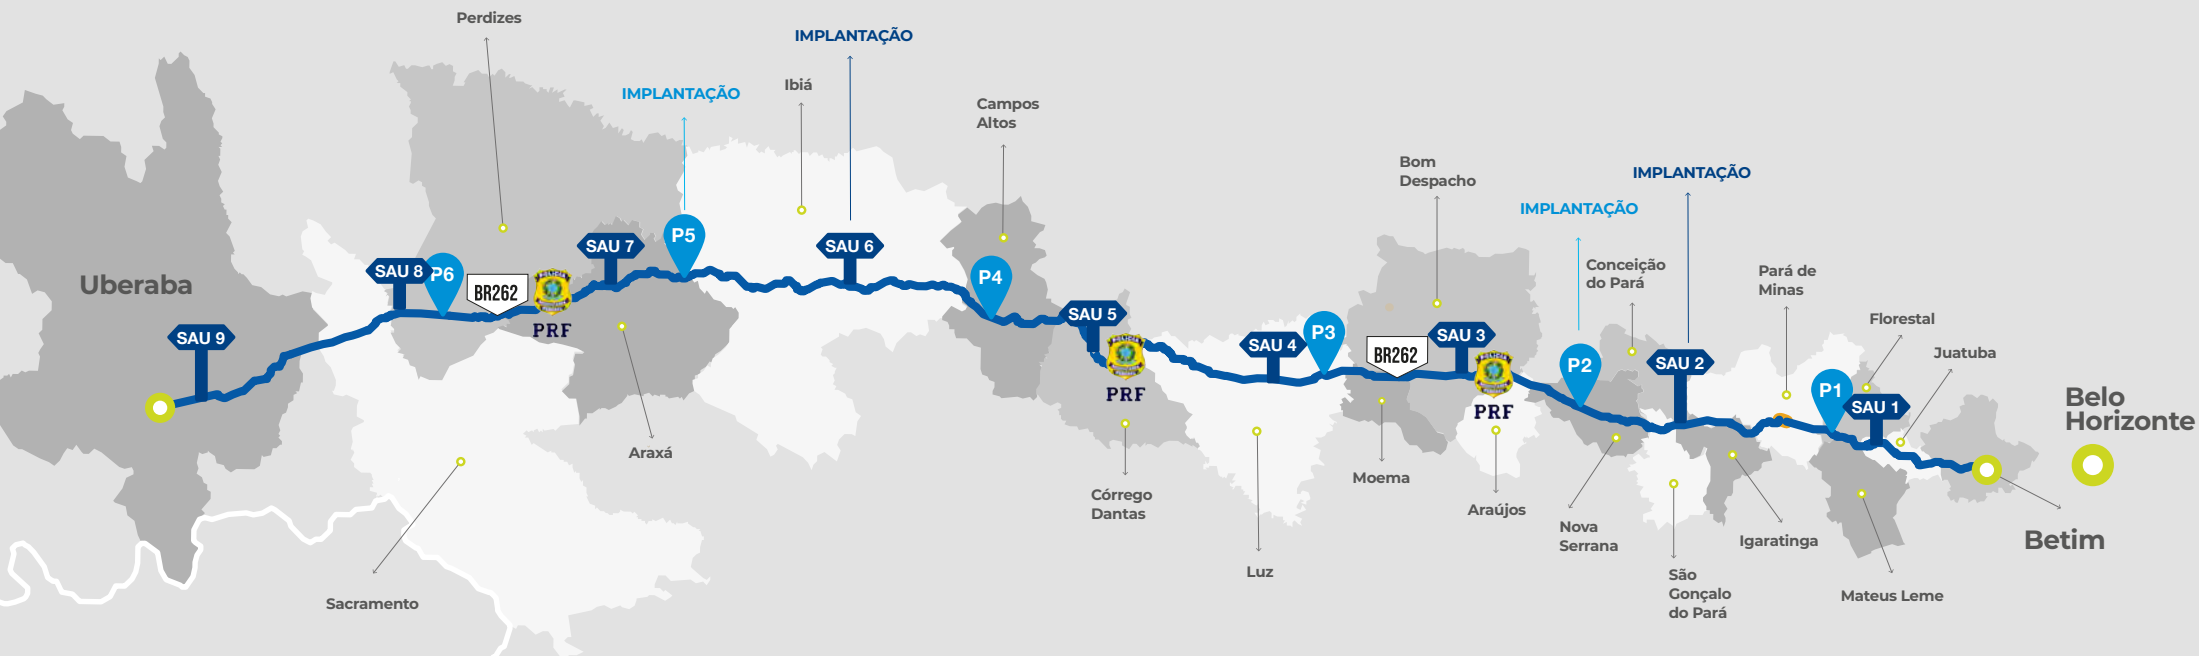 Perdizes
IMPLANTAÇÃO
IMPLANTAÇÃO
Ibiá
Campos
Altos
Bom
Despacho
IMPLANTAÇÃO
IMPLANTAÇÃO
Conceição
do Pará
Pará de
Minas
Florestal
Juatuba
Uberaba
SAU 9
SAU 8
P6
BR262
PRF
SAU 7
P5
SAU 6
P4
SAU 5
PRF
SAU 4
P3
BR262
SAU 3
PRF
P2
SAU 2
P1
SAU 1
Belo
Horizonte
Betim
Araxá
Sacramento
Córrego
Dantas
Luz
Moema
Araújos
Nova
Serrana
São
Gonçalo
do Pará
Igaratinga
Mateus Leme